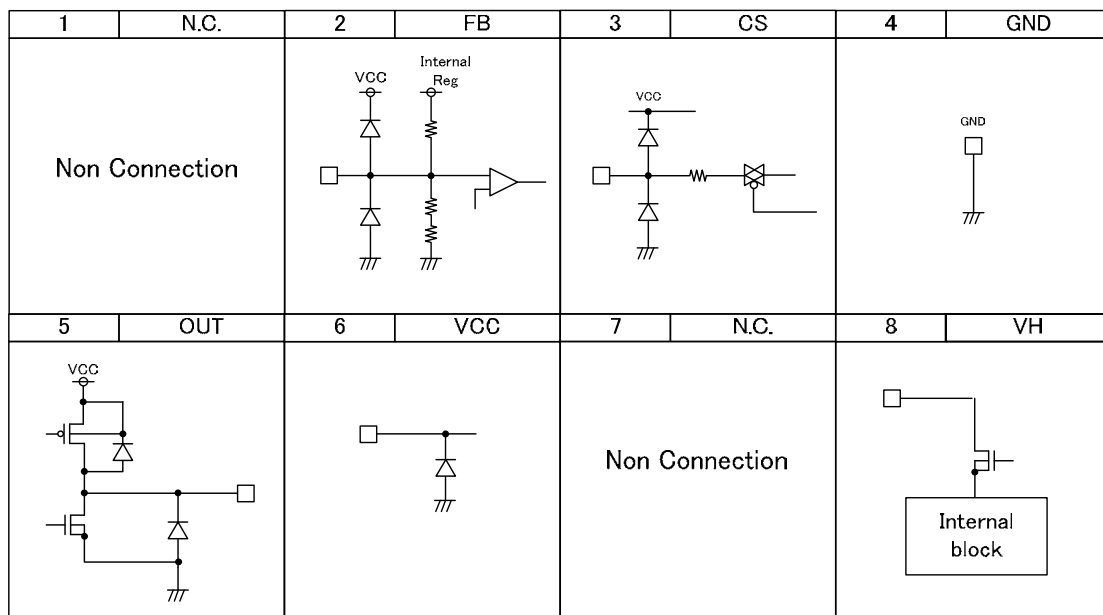 1 N.C. 2 FB 3 CS 4 GND
Non Connection
VCC
Internal
Reg
VCC
GND
5 OUT 6 VCC 7 N.C. 8 VH
VCC
Non Connection
Internal
block